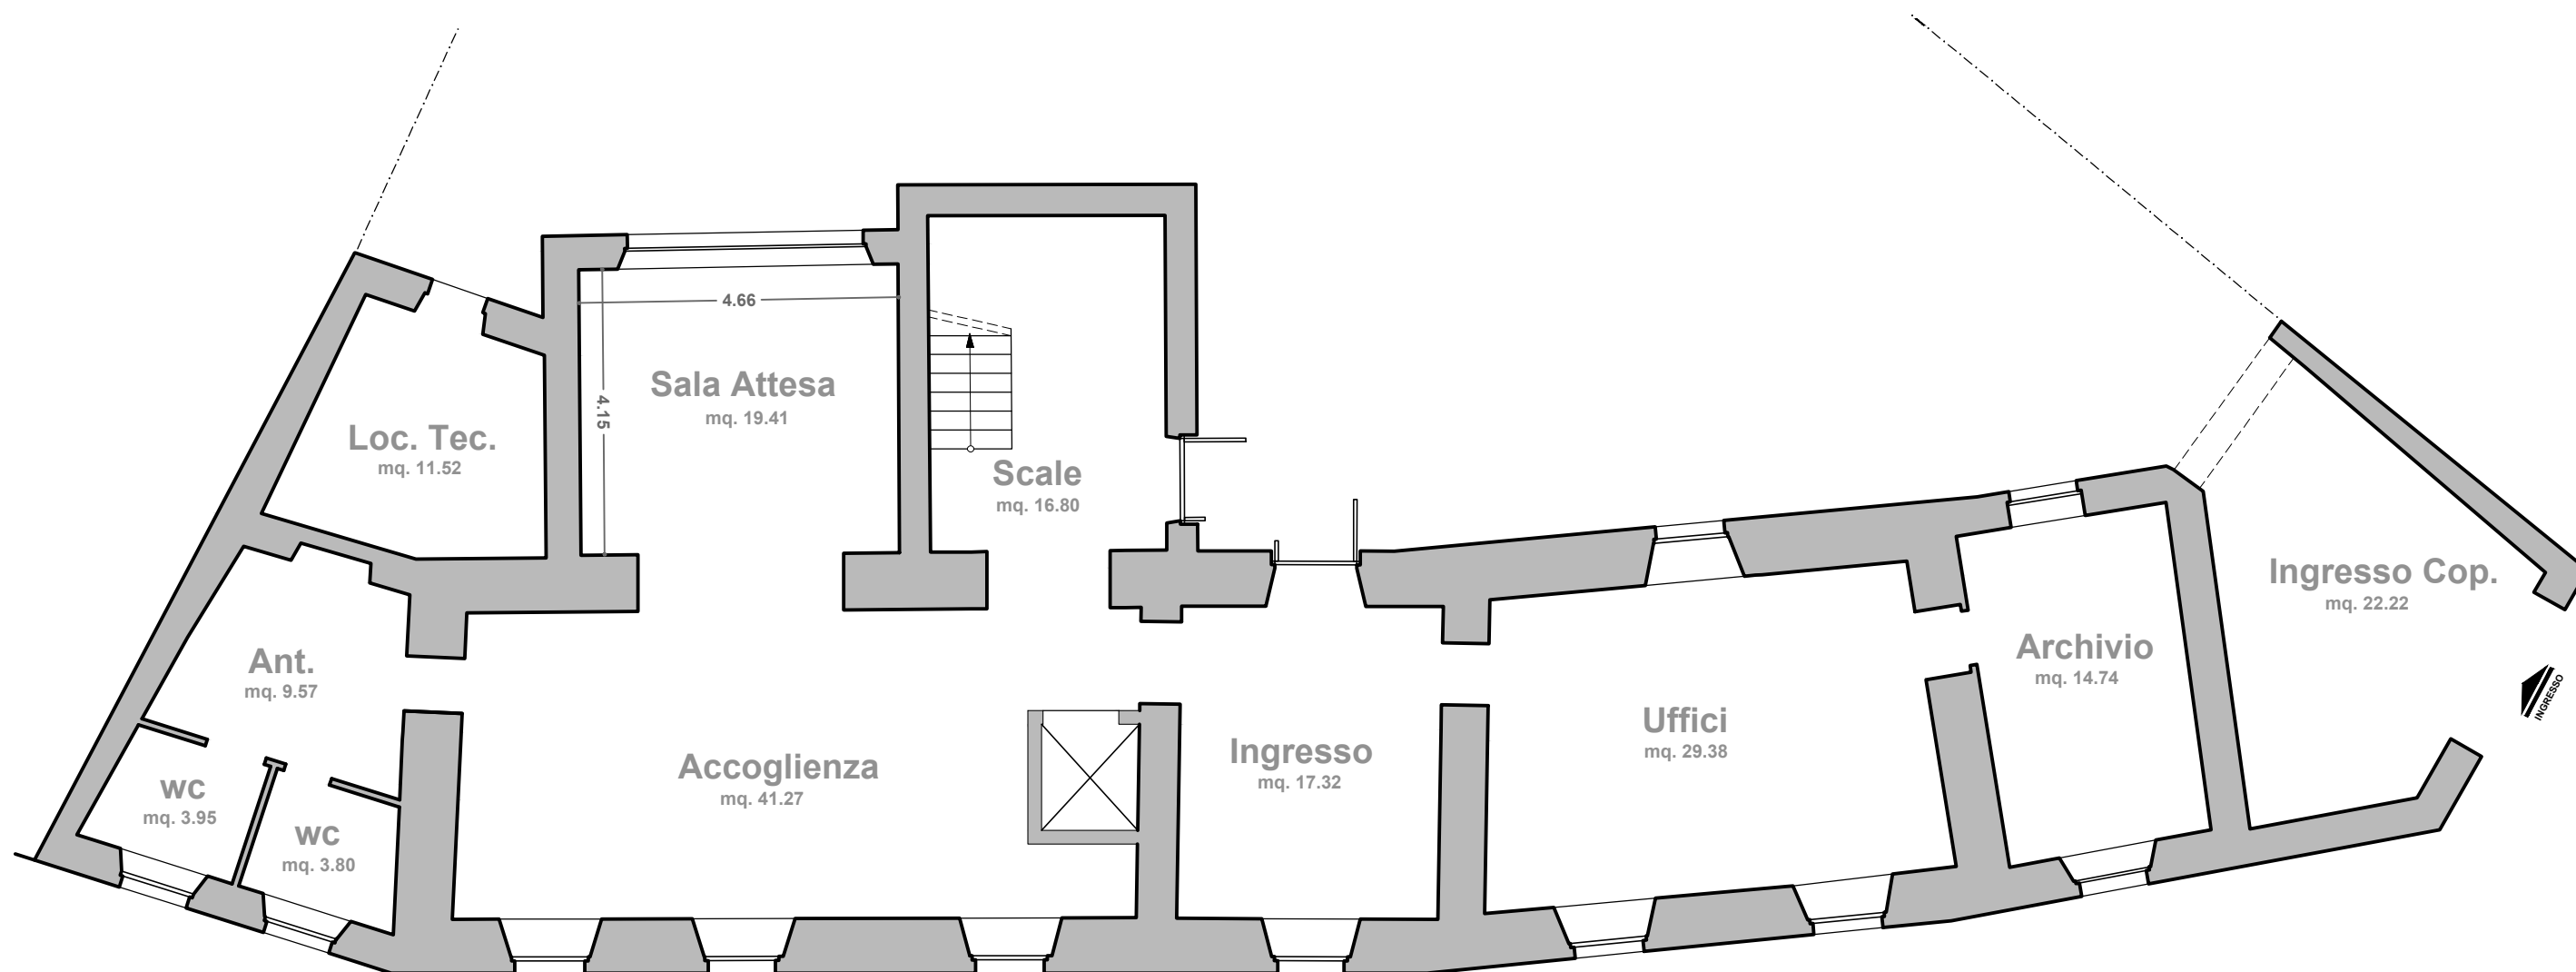 4.66
4.15
Sala Attesa
mq. 19.41
Loc. Tec.
mq. 11.52
Scale
mq. 16.80
Ingresso Cop.
mq. 22.22
Ant.
mq. 9.57
Archivio
mq. 14.74
INGRESSO
Uffici
mq. 29.38
Ingresso
mq. 17.32
Accoglienza
mq. 41.27
wc
mq. 3.95
wc
mq. 3.80